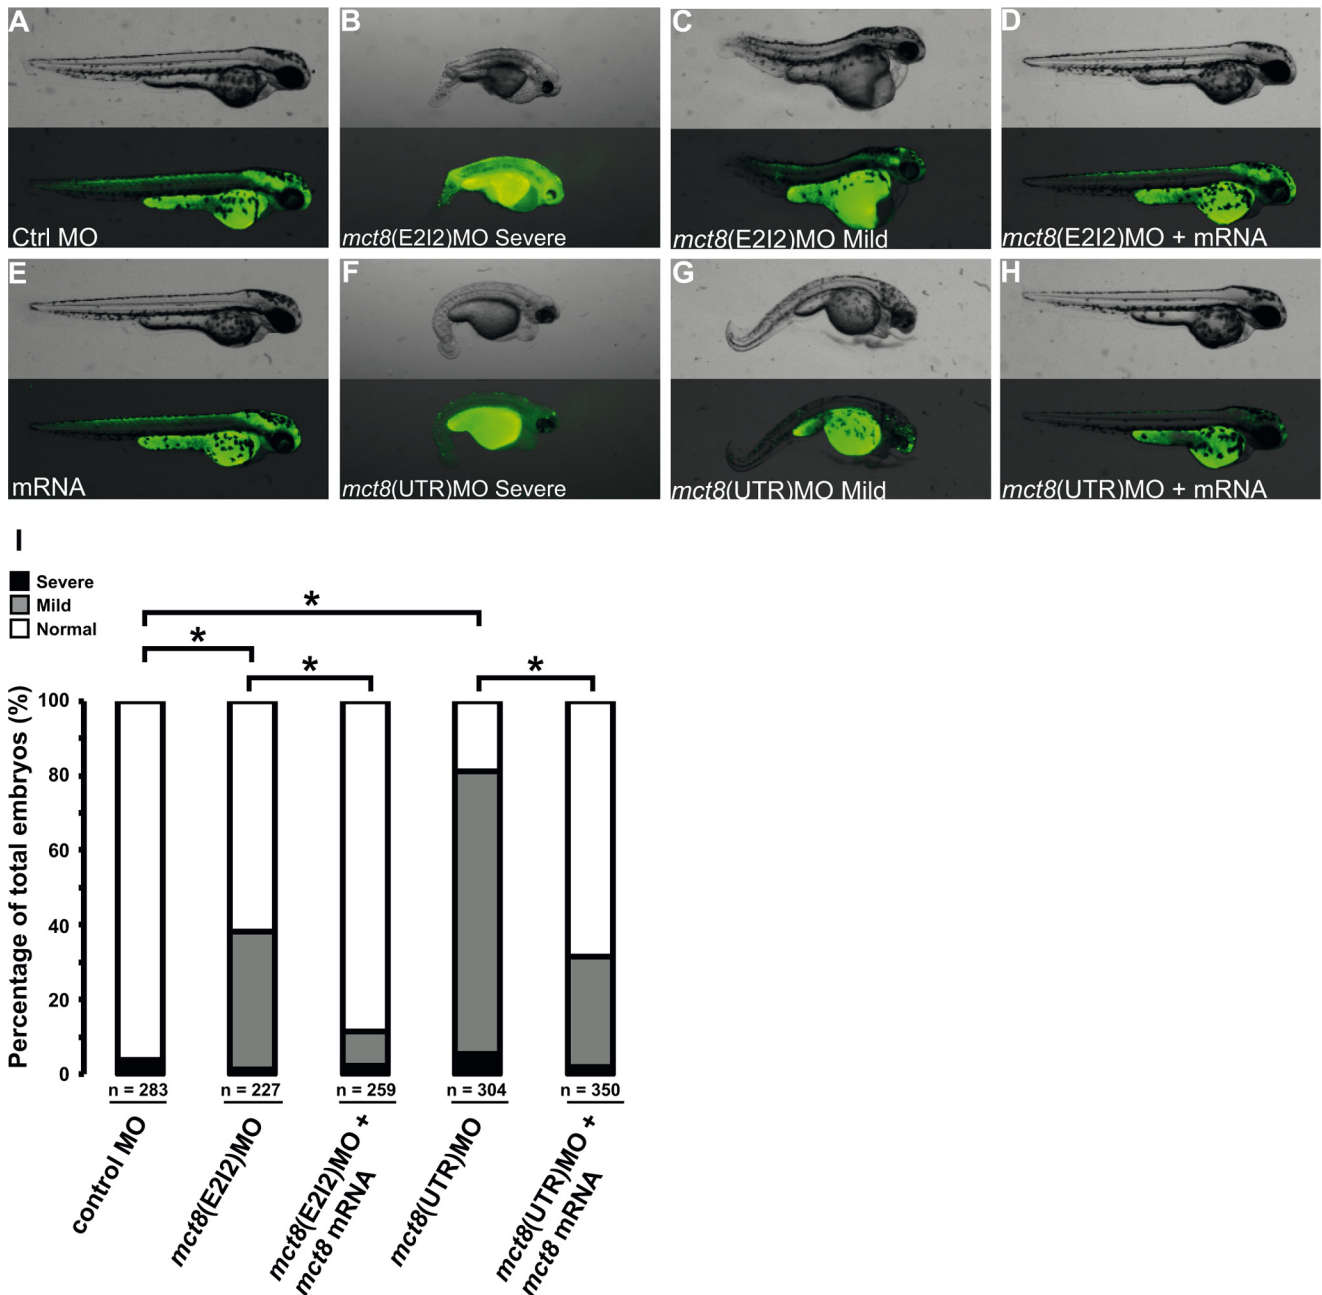 A
B
C
D
Ctrl MO
mct8(E2I2)MO Severe
mct8(E2I2)MO Mild
mct8(E2I2)MO + mRNA
E
F
G
H
mRNA
mct8(UTR)MO Severe
mct8(UTR)MO Mild
mct8(UTR)MO + mRNA
I
Severe
Mild
Normal
*
*
*
*
Percentage of total embryos (%)
100
80
60
40
20
0
n = 283
n = 227
n = 259
n = 304
n = 350
control MO
mct8(E2I2)MO
mct8(E2I2)MO +
mct8 mRNA
mct8(UTR)MO
mct8(UTR)MO +
mct8 mRNA